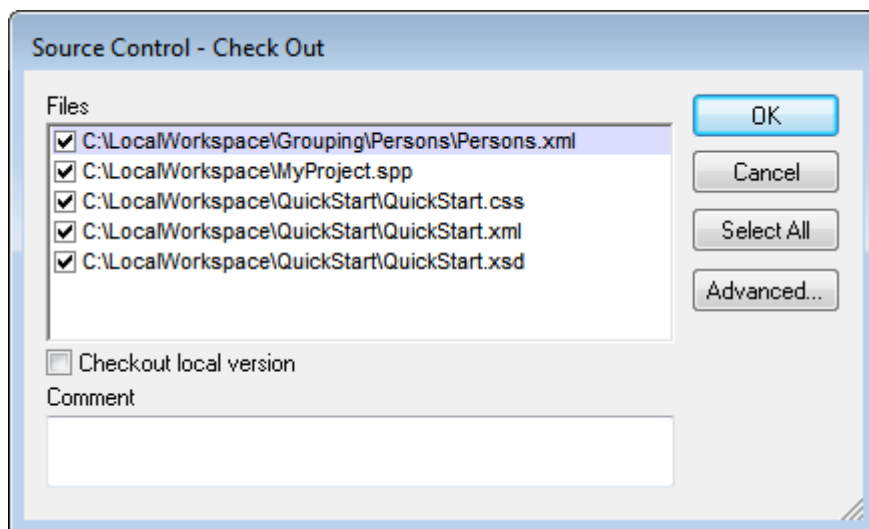 Source Control - Check Out
Files
C:\LocalWorkspace\Grouping\Persons\Persons.xml
C:\LocalWorkspace\MyProject.spp
C:\LocalWorkspace\QuickStart\QuickStart.css
C:\LocalWorkspace\QuickStart\QuickStart.xml
C:\LocalWorkspace\QuickStart\QuickStart.xsd
OK
Cancel
Select All
Advanced...
Checkout local version
Comment